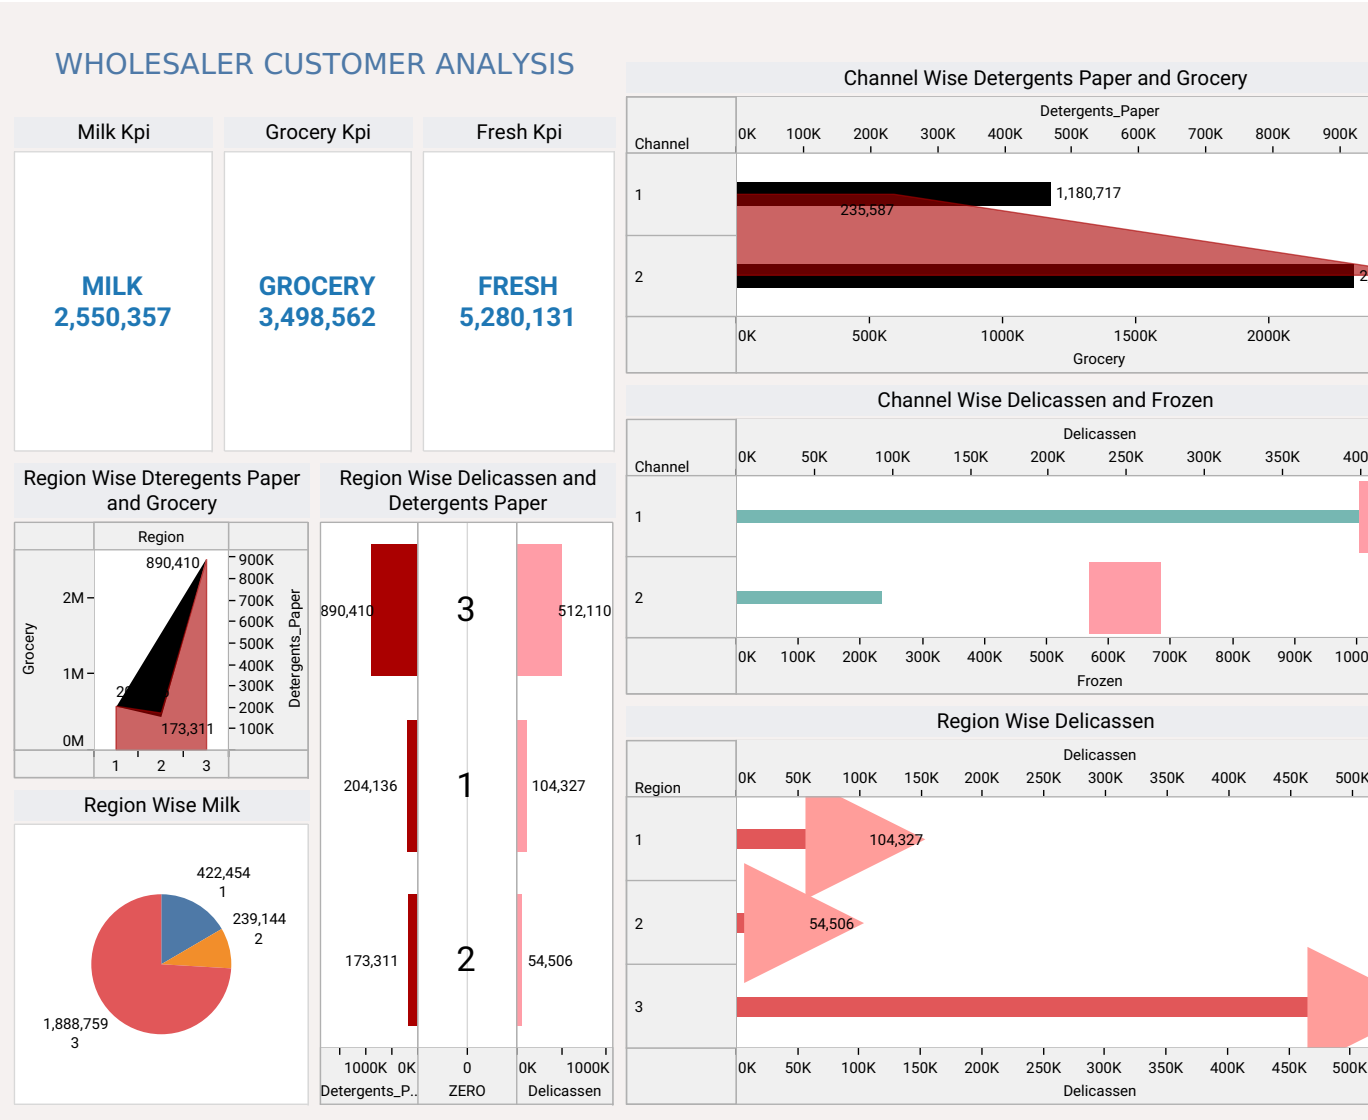 WHOLESALER CUSTOMER ANALYSIS
Milk Kpi
Grocery Kpi
Fresh Kpi
MILK
2,550,357
GROCERY
3,498,562
FRESH
5,280,131
Channel Wise Detergents Paper and Grocery
Detergents_Paper
Channel
0K 100K 200K 300K 400K 500K 600K 700K 800K 900K
1
1,180,717
235,587
2
0K 500K 1000K 1500K 2000K
Grocery
Channel Wise Delicassen and Frozen
Delicassen
Channel
0K 50K 100K 150K 200K 250K 300K 350K 400
1
2
0K 100K 200K 300K 400K 500K 600K 700K 800K 900K 1000
Frozen
Region Wise Dteregents Paper
and Grocery
Region
890,410
2M
1M
0M
Grocery
900K
800K
700K
600K
500K
400K
300K
200K
100K
Detergents_Paper
173,311
1 2 3
Region Wise Delicassen and
Detergents Paper
890,410 3 512,110
204,136 1 104,327
173,311 2 54,506
1000K 0K 0 0K 1000K
Detergents_P.. ZERO Delicassen
Region Wise Milk
422,454
1
239,144
2
1,888,759
3
Region Wise Delicassen
Delicassen
Region
0K 50K 100K 150K 200K 250K 300K 350K 400K 450K 500K
1
104,327
2
54,506
3
0K 50K 100K 150K 200K 250K 300K 350K 400K 450K 500K
Delicassen